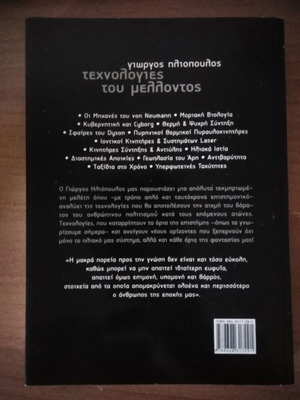 γιωργος ηλιοπουλος
τεχνολογιες
του μελλοντος
• Οι Μηχανές του von Neumann • Μοριακή Βιολογία
• Κυβερνητική και Cyborg • Θερμή & Ψυχρή Σύντηξη
• Σφαίρες του Dyson • Πυρηνικοί Θερμικοί Πυραυλοκινητήρες
• Ιοντικοί Κινητήρες & Συστήματα Laser
• Κινητήρες Σύντηξης & Αντιύλης • Ηλιακά Ιστία
• Διαστημικές Αποικίες • Γεωπλασία του Άρη • Αντιβαρύτητα
• Ταξίδια στο Χρόνο • Υπερφωτεινές Ταχύτητες
Ο Γιώργος Ηλιόπουλος μας παρουσιάζει μια απόλυτα τεκμηριωμέ-
νη μελέτη όπου -με τρόπο απλό και ταυτόχρονα επιστημονικό-
αναλύει τις τεχνολογίες που θα αποτελέσουν την αιχμή του δόρα-
τος του ανθρώπινου πολιτισμού κατά τους επόμενους αιώνες.
Τεχνολογίες, που καταρρίπτουν τα όρια της επιστήμης -όπως τα γνω-
ρίζουμε σήμερα- και ανοίγουν νέους ορίζοντες που ξεπερνούν όχι
μόνο το ηλιακό μας σύστημα, αλλά και κάθε όριο της φαντασίας μας!
«Η μακρά πορεία προς την γνώση δεν είναι και τόσο εύκολη,
καθώς μπορεί να μην απαιτεί ιδιαίτερη ευφυΐα,
απαιτεί όμως επιμονή, υπομονή και θάρρος,
στοιχεία από τα οποία απομακρύνεται ολοένα και περισσότερο
ο άνθρωπος της εποχής μας»!